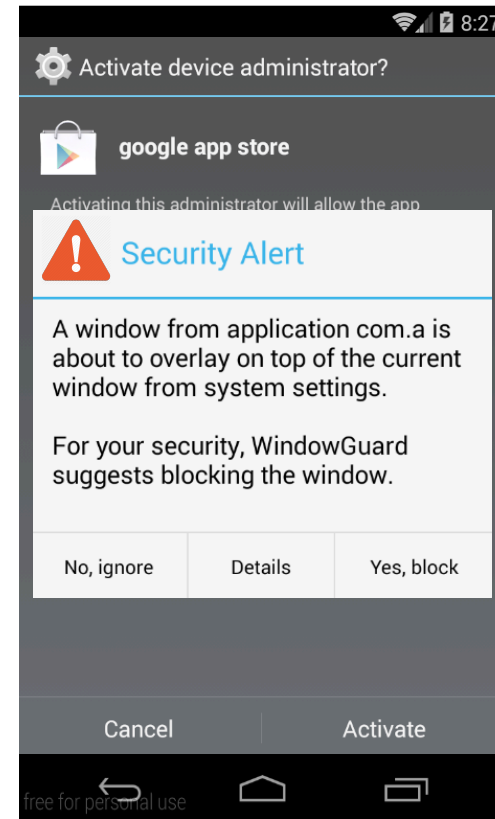 8:27
Activate device administrator?
google app store
Activating this administrator will allow the app
Security Alert
A window from application com.a is
about to overlay on top of the current
window from system settings.
For your security, WindowGuard
suggests blocking the window.
No, ignore
Details
Yes, block
Cancel
Activate
free for personal use